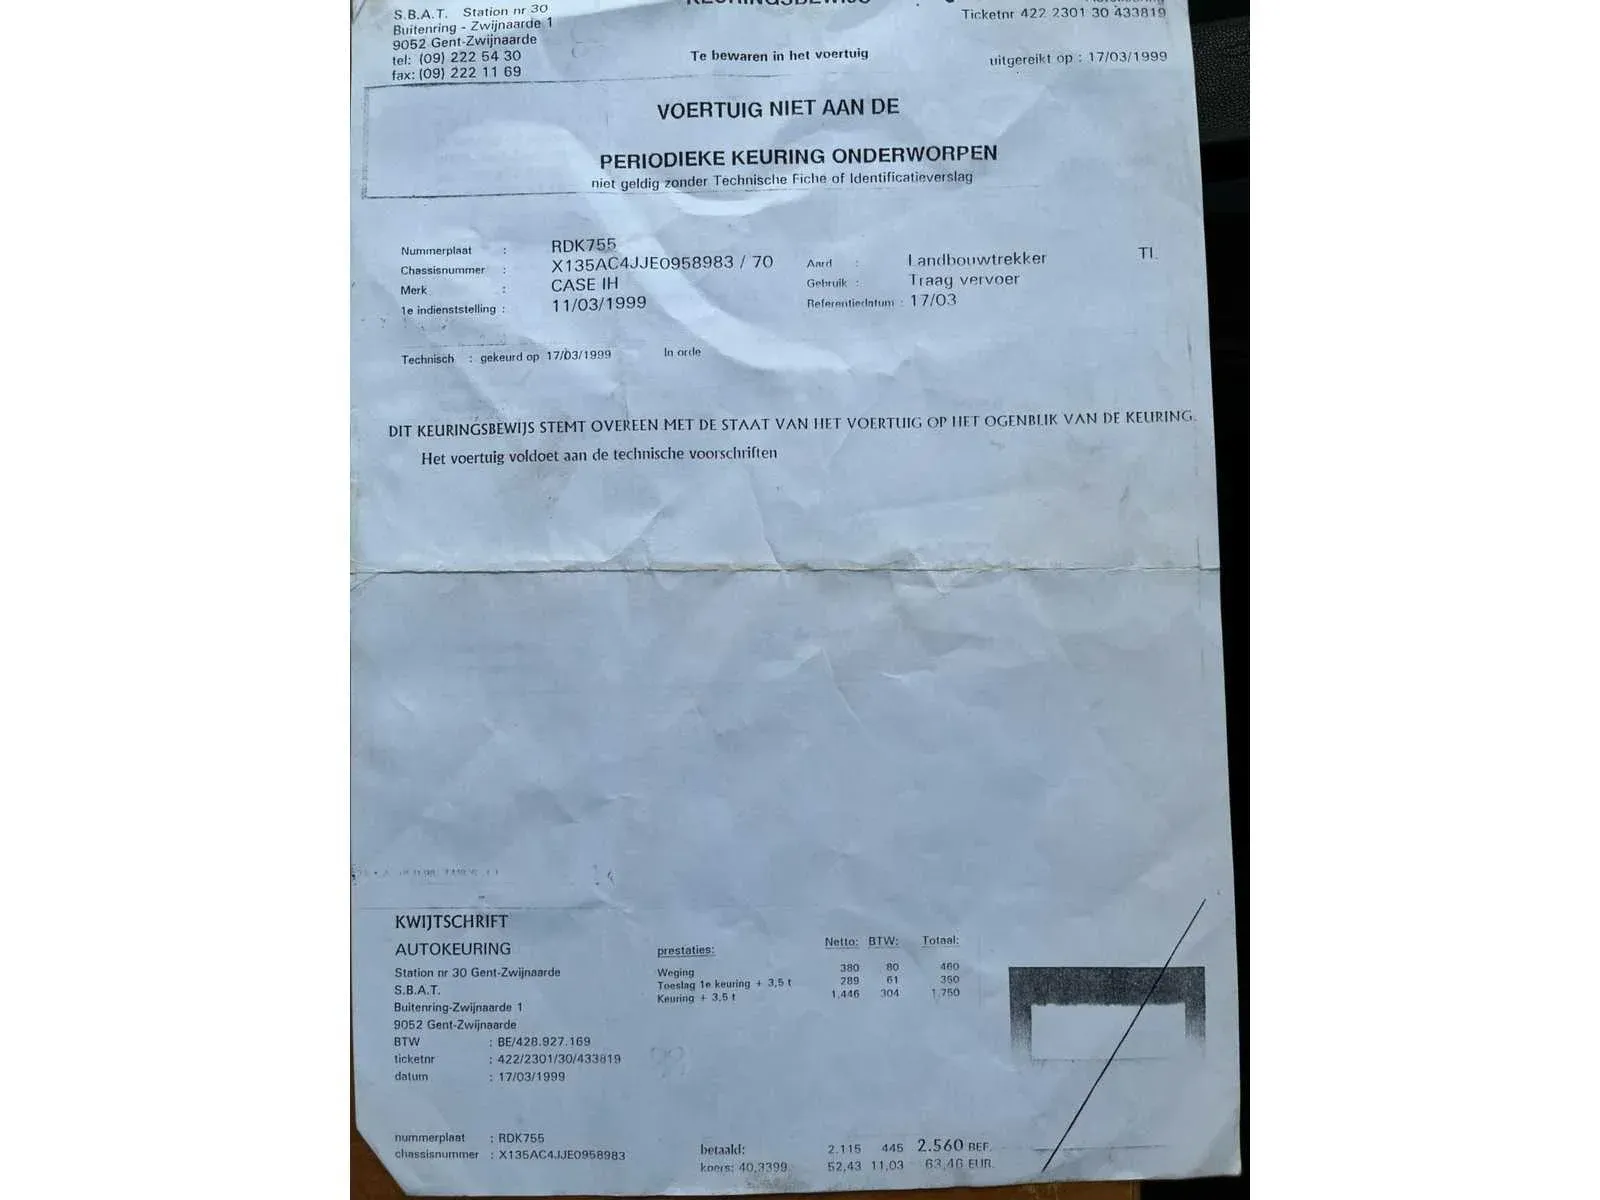 S.B.A.T. Station nr 30
Buitenring - Zwijnaarde 1
9052 Gent-Zwijnaarde
tel: (09) 222 54 30
fax: (09) 222 11 69
KEURINGSBEWIJS
Te bewaren in het voertuig
Ticketnr 422 2301 30 433819
uitgereikt op : 17/03/1999
VOERTUIG NIET AAN DE
PERIODIEKE KEURING ONDERWORPEN
niet geldig zonder Technische Fiche of Identificatieverslag
Nummerplaat : RDK755
Chassisnummer : X135AC4JJE0958983 / 70
Merk : CASE IH
1e indienststelling : 11/03/1999
Aard : Landbouwtrekker TL
Gebruik : Traag vervoer
Referentiedatum : 17/03
Technisch : gekeurd op 17/03/1999 In orde
DIT KEURINGSBEWIJS STEMT OVEREEN MET DE STAAT VAN HET VOERTUIG OP HET OGENBLIK VAN DE KEURING.
Het voertuig voldoet aan de technische voorschriften
KWIJTSCHRIFT
AUTOKEURING
Station nr 30 Gent-Zwijnaarde
S.B.A.T.
Buitenring-Zwijnaarde 1
9052 Gent-Zwijnaarde
BTW : BE/428.927.169
ticketnr : 422/2301/30/433819
datum : 17/03/1999
prestaties: Netto: BTW: Totaal:
Weging 380 80 460
Toeslag 1e keuring + 3,5 t 289 61 350
Keuring + 3,5 t 1.446 304 1.750
nummerplaat : RDK755
chassisnummer : X135AC4JJE0958983
betaald: 2.115 445 2.560 BEF.
koers: 40,3399 52,43 11,03 63,46 EUR.